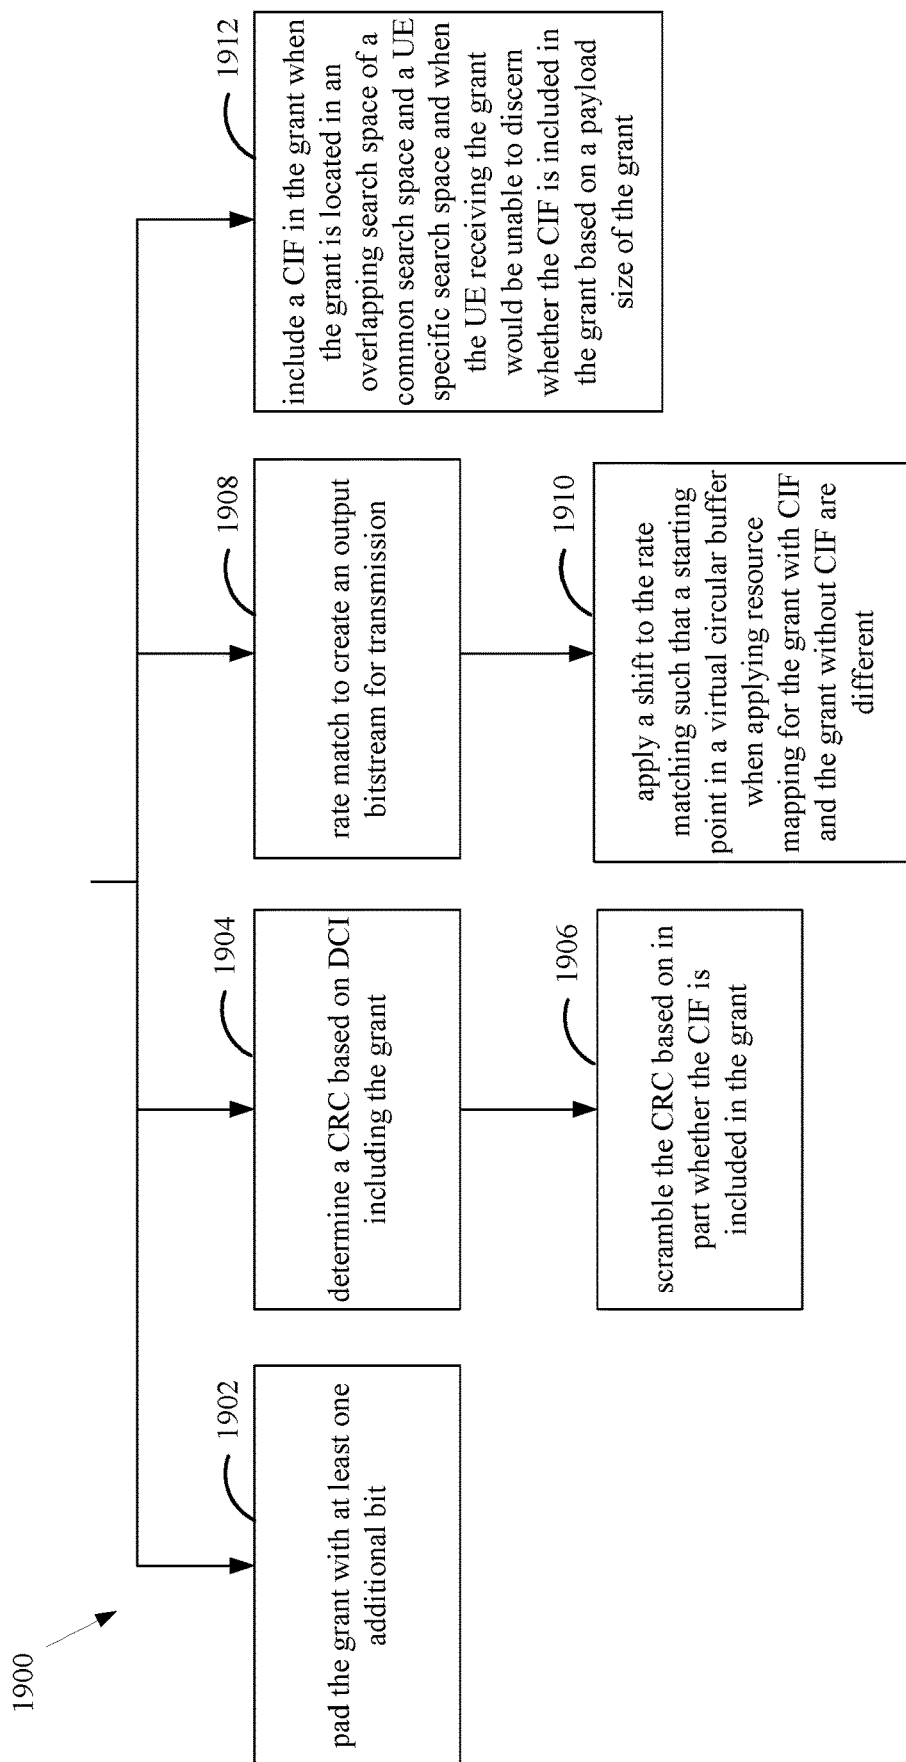 1900
1902
pad the grant with at least one
additional bit
1904
determine a CRC based on DCI
including the grant
1906
scramble the CRC based on in
part whether the CIF is
included in the grant
1908
rate match to create an output
bitstream for transmission
1910
apply a shift to the rate
matching such that a starting
point in a virtual circular buffer
when applying resource
mapping for the grant with CIF
and the grant without CIF are
different
1912
include a CIF in the grant when
the grant is located in an
overlapping search space of a
common search space and a UE
specific search space and when
the UE receiving the grant
would be unable to discern
whether the CIF is included in
the grant based on a payload
size of the grant